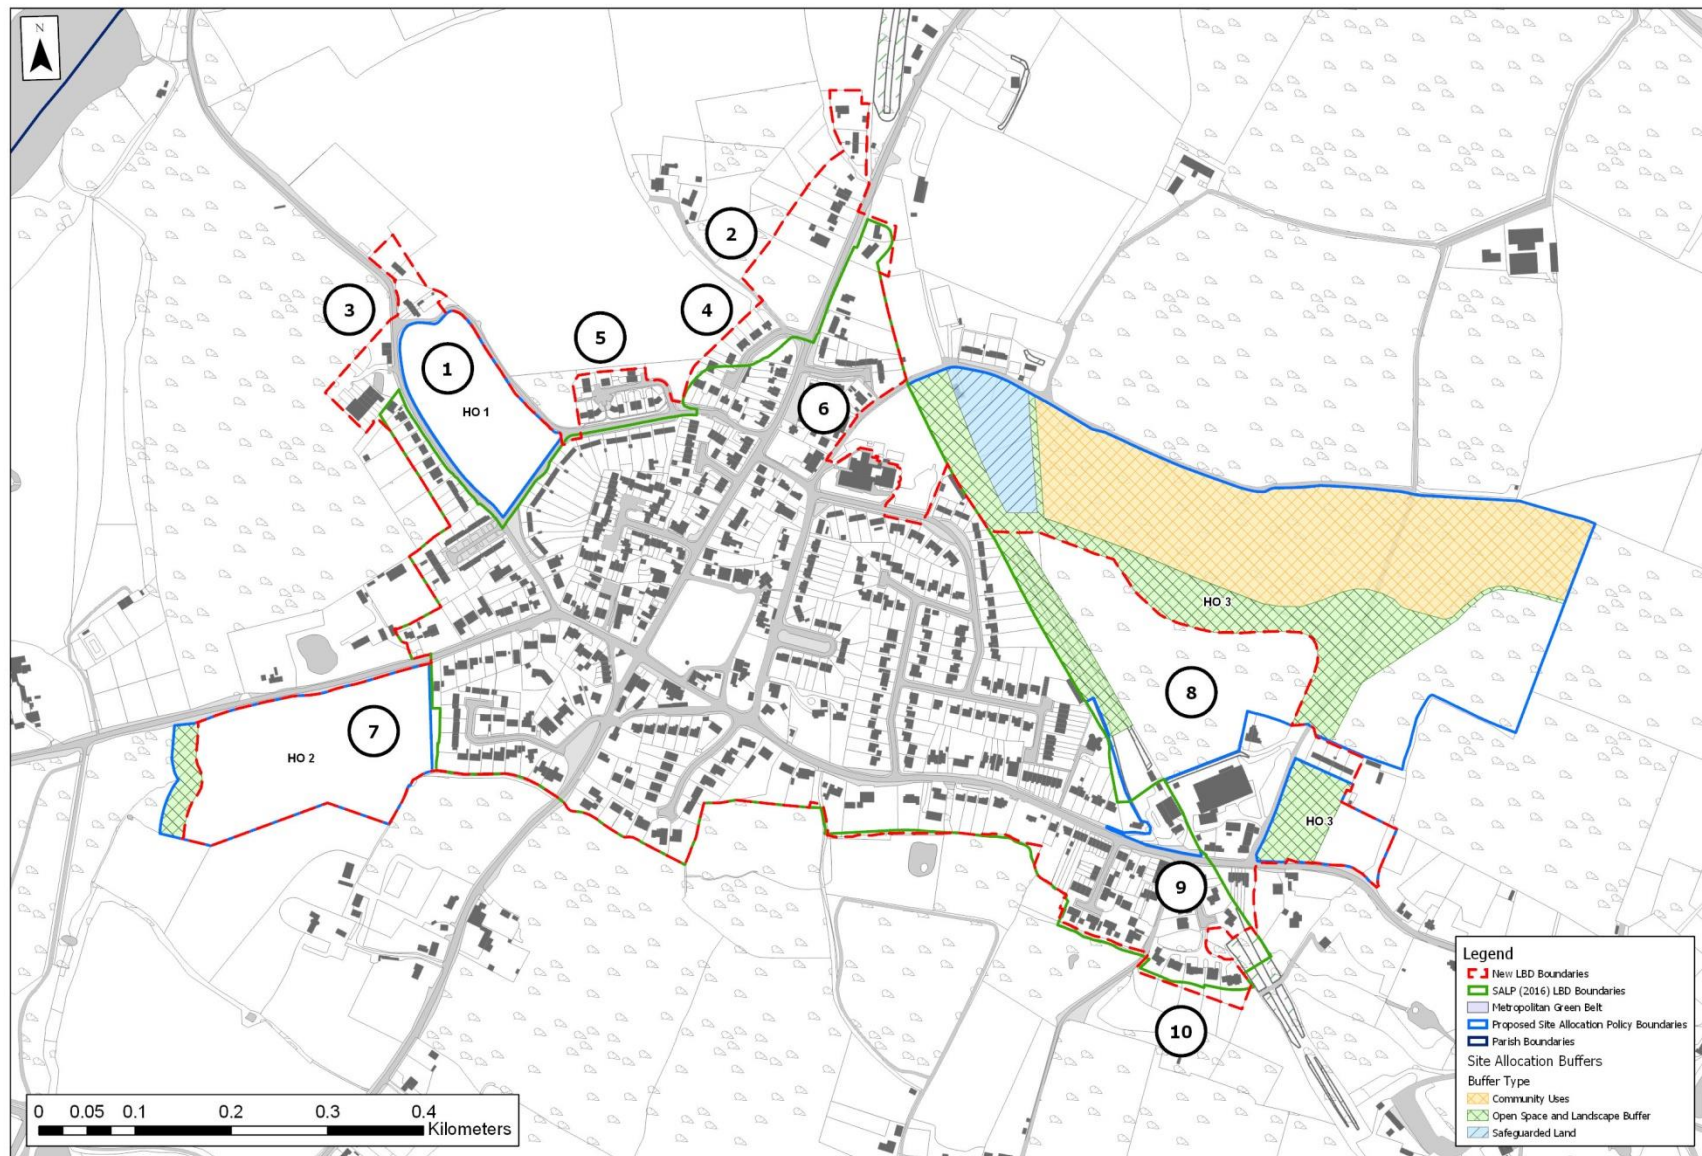 N
2
3
4
5
1
HO 1
6
HO 3
8
7
HO 2
HO 3
9
10
Legend
New LBD Boundaries
SALP (2016) LBD Boundaries
Metropolitan Green Belt
Proposed Site Allocation Policy Boundaries
Parish Boundaries
Site Allocation Buffers
Buffer Type
Community Uses
Open Space and Landscape Buffer
Safeguarded Land
0 0.05 0.1 0.2 0.3 0.4
Kilometers